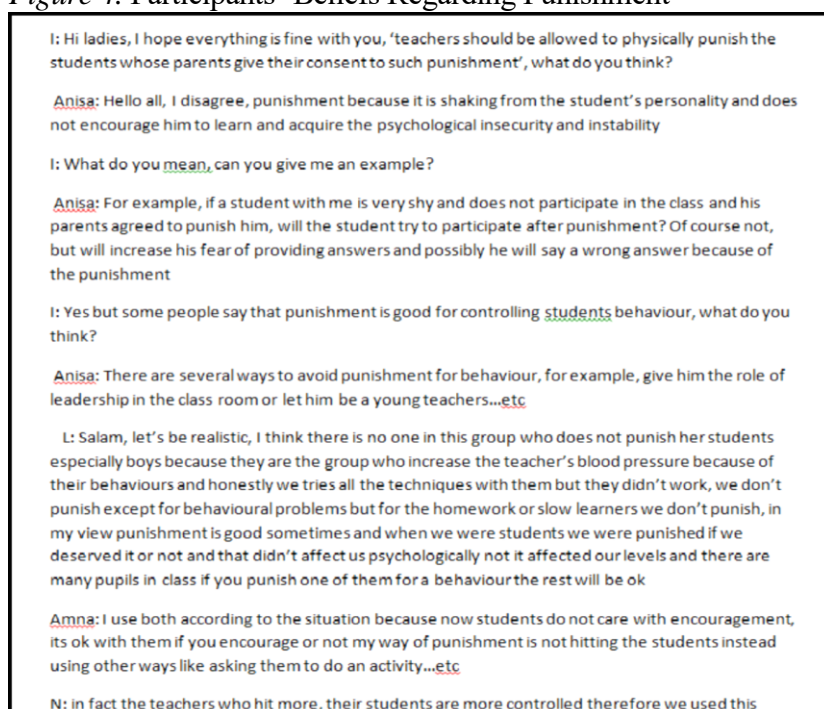 Figure 4. Participants' Beliefs Regarding Punishment
I: Hi ladies, I hope everything is fine with you, 'teachers should be allowed to physically punish the
students whose parents give their consent to such punishment', what do you think?
Anisa: Hello all, I disagree, punishment because it is shaking from the student's personality and does
not encourage him to learn and acquire the psychological insecurity and instability
I: What do you mean, can you give me an example?
Anisa: For example, if a student with me is very shy and does not participate in the class and his
parents agreed to punish him, will the student try to participate after punishment? Of course not,
but will increase his fear of providing answers and possibly he will say a wrong answer because of
the punishment
I: Yes but some people say that punishment is good for controlling students behaviour, what do you
think?
Anisa: There are several ways to avoid punishment for behaviour, for example, give him the role of
leadership in the class room or let him be a young teachers...etc
L: Salam, let's be realistic, I think there is no one in this group who does not punish her students
especially boys because they are the group who increase the teacher's blood pressure because of
their behaviours and honestly we tries all the techniques with them but they didn't work, we don't
punish except for behavioural problems but for the homework or slow learners we don't punish, in
my view punishment is good sometimes and when we were students we were punished if we
deserved it or not and that didn't affect us psychologically not it affected our levels and there are
many pupils in class if you punish one of them for a behaviour the rest will be ok
Amna: I use both according to the situation because now students do not care with encouragement,
its ok with them if you encourage or not my way of punishment is not hitting the students instead
using other ways like asking them to do an activity...etc
N: in fact the teachers who hit more, their students are more controlled therefore we used this